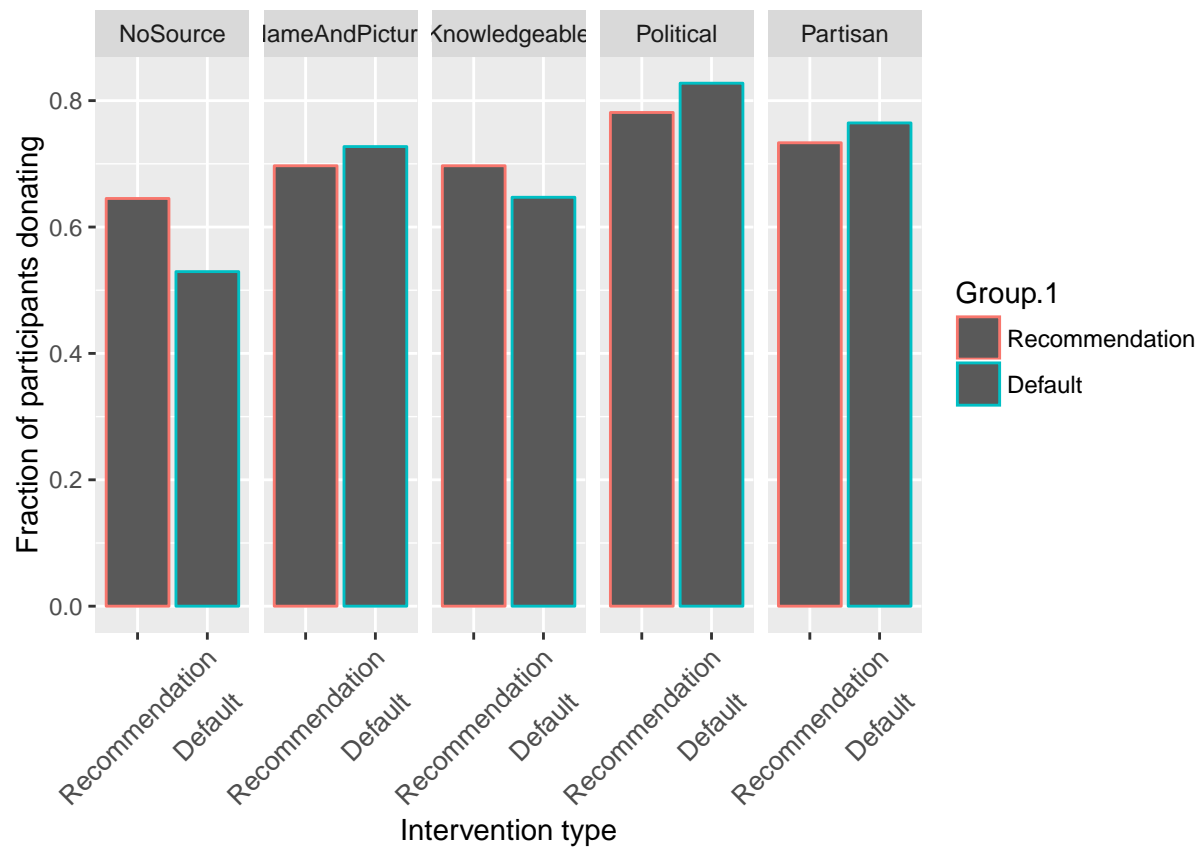 NoSource
lameAndPictur
Knowledgeable
Political
Partisan
0.8
0.6
0.4
0.2
0.0
Fraction of participants donating
Recommendation
Default
Recommendation
Default
Recommendation
Default
Recommendation
Default
Recommendation
Default
Intervention type
Group.1
Recommendation
Default